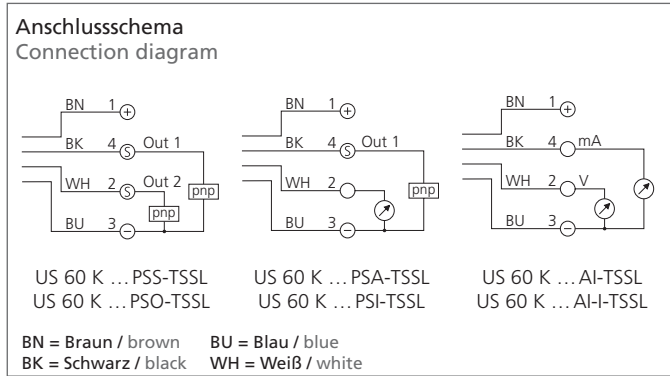 Anschlussschema
Connection diagram
BN 1 +
BK 4 S Out 1
WH 2 S Out 2
pnp
pnp
BU 3 −
US 60 K ... PSS-TSSL
US 60 K ... PSO-TSSL
BN 1 +
BK 4 S Out 1
WH 2
pnp
BU 3 −
US 60 K ... PSA-TSSL
US 60 K ... PSI-TSSL
BN 1 +
BK 4 mA
WH 2 V
BU 3 −
US 60 K ... AI-TSSL
US 60 K ... AI-I-TSSL
BN = Braun / brown BU = Blau / blue
BK = Schwarz / black WH = Weiß / white